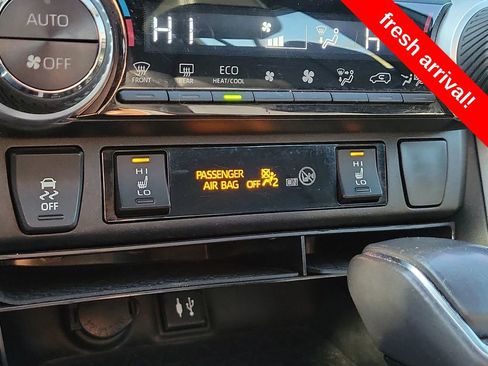 fresh arrival!
AUTO
OFF
HI
H
FRONT
REAR
ECO
HEAT/COOL
OFF
HI
LO
PASSENGER
AIR BAG OFF 2
HI
LO